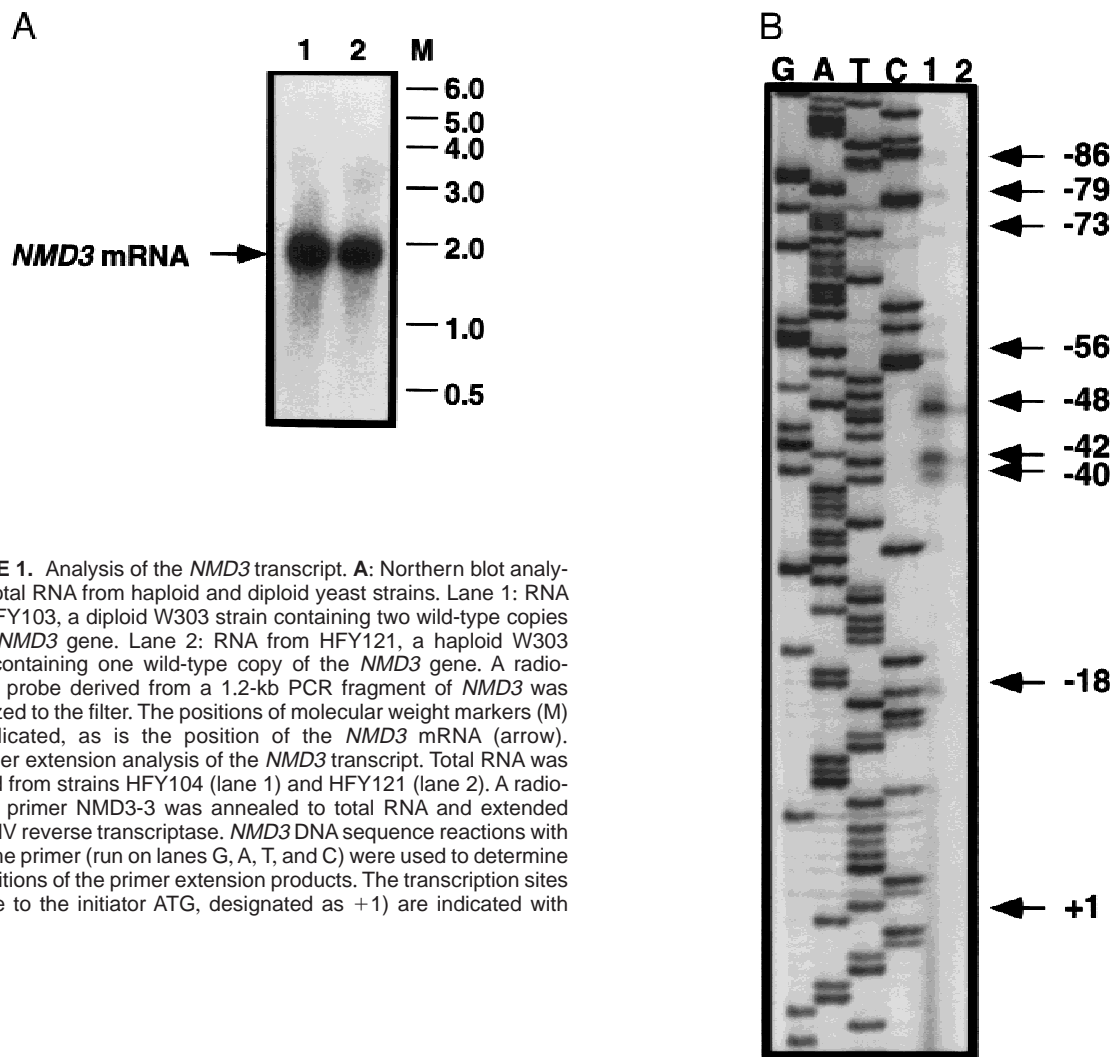 A
1 2 M
6.0
5.0
4.0
3.0
NMD3 mRNA
2.0
1.0
0.5
B
G A T C 1 2
-86
-79
-73
-56
-48
-42
-40
-18
+1
E 1. Analysis of the NMD3 transcript. A: Northern blot analy-
otal RNA from haploid and diploid yeast strains. Lane 1: RNA
FY103, a diploid W303 strain containing two wild-type copies
NMD3 gene. Lane 2: RNA from HFY121, a haploid W303
containing one wild-type copy of the NMD3 gene. A radio-
probe derived from a 1.2-kb PCR fragment of NMD3 was
zed to the filter. The positions of molecular weight markers (M)
licated, as is the position of the NMD3 mRNA (arrow).
er extension analysis of the NMD3 transcript. Total RNA was
l from strains HFY104 (lane 1) and HFY121 (lane 2). A radio-
primer NMD3-3 was annealed to total RNA and extended
IV reverse transcriptase. NMD3 DNA sequence reactions with
ne primer (run on lanes G, A, T, and C) were used to determine
itions of the primer extension products. The transcription sites
e to the initiator ATG, designated as +1) are indicated with